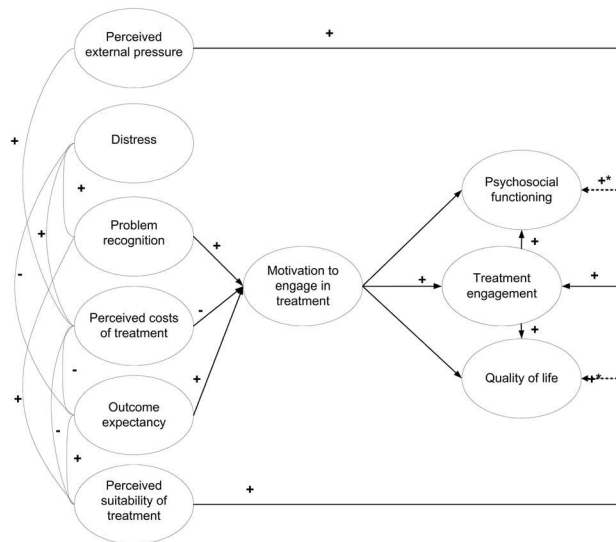 +
Perceived
external pressure
+
Distress
+
+
Problem
recognition
+
-
Perceived costs
of treatment
-
-
Outcome
expectancy
+
-
+
+
Perceived
suitability of
treatment
+
Motivation to
engage in
treatment
+
Psychosocial
functioning
+*
+
Treatment
engagement
+
+
Quality of life
+*